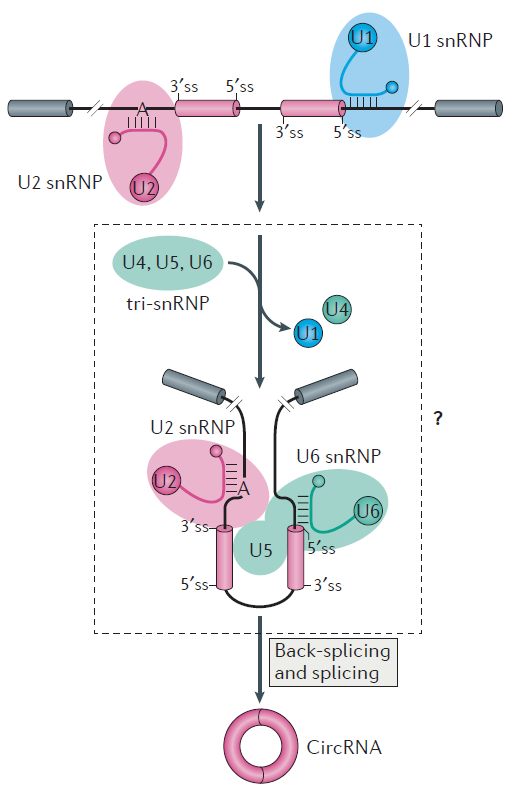 U1
U1 snRNP
3′ss
5′ss
A
3′ss
5′ss
U2 snRNP
U2
U4, U5, U6
tri-snRNP
U4
U1
?
U2 snRNP
U6 snRNP
U2
A
U6
3′ss
U5
5′ss
5′ss
3′ss
Back-splicing
and splicing
CircRNA